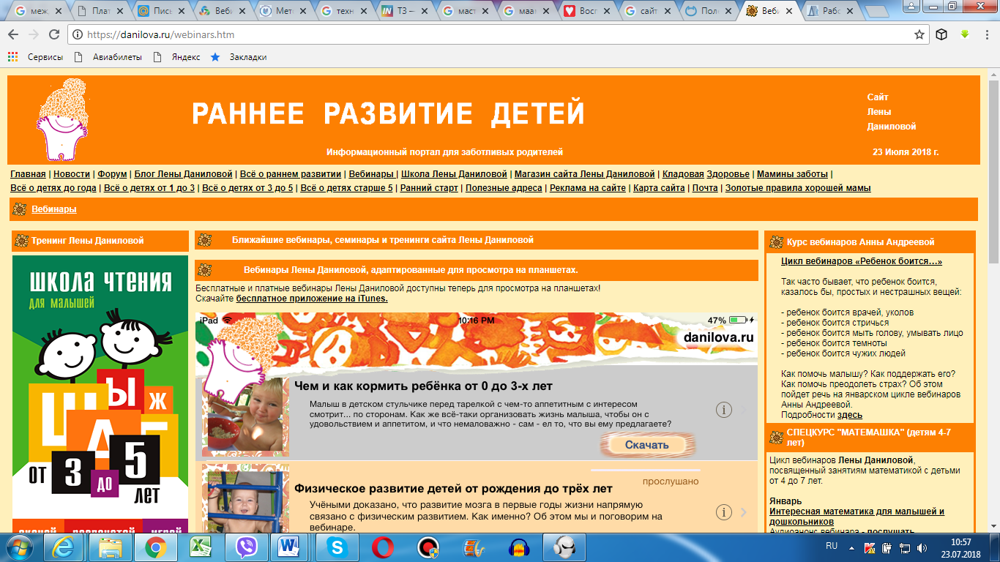 меж
Плат
Пись
Веби
Мет
техн
ТЗ –
маст
маам
Восп
сайт
Поле
Веби
Рабо
https://danilova.ru/webinars.htm
Сервисы Авиабилеты Яндекс Закладки
РАННЕЕ РАЗВИТИЕ ДЕТЕЙ
Информационный портал для заботливых родителей
Сайт
Лены
Даниловой
23 Июля 2018 г.
Главная | Новости | Форум | Блог Лены Даниловой | Всё о раннем развитии | Вебинары | Школа Лены Даниловой | Магазин сайта Лены Даниловой | Кладовая Здоровье | Мамины заботы |
Всё о детях до года | Всё о детях от 1 до 3 | Всё о детях от 3 до 5 | Всё о детях старше 5 | Ранний старт | Полезные адреса | Реклама на сайте | Карта сайта | Почта | Золотые правила хорошей мамы
Вебинары
Тренинг Лены Даниловой
ШКОЛА ЧТЕНИЯ
ДЛЯ МАЛЫШЕЙ
Ш
Ы
Ж
А
Г
ОТ 3 ДО 5 ЛЕТ
скачай распечатай играй
Ближайшие вебинары, семинары и тренинги сайта Лены Даниловой
Вебинары Лены Даниловой, адаптированные для просмотра на планшетах.
Бесплатные и платные вебинары Лены Даниловой доступны теперь для просмотра на планшетах!
Скачайте бесплатное приложение на iTunes.
iPad 10:16 PM 47%
danilova.ru
Чем и как кормить ребёнка от 0 до 3-х лет
Малыш в детском стульчике перед тарелкой с чем-то аппетитным с интересом
смотрит... по сторонам. Как же всё-таки организовать жизнь малыша, чтобы он с
удовольствием и аппетитом, и что немаловажно - сам - ел то, что вы ему предлагаете?
Скачать
прослушано
Физическое развитие детей от рождения до трёх лет
Учёными доказано, что развитие мозга в первые годы жизни напрямую
связано с физическим развитием. Как именно? Об этом мы и поговорим на
вебинаре.
Курс вебинаров Анны Андреевой
Цикл вебинаров «Ребенок боится…»
Так часто бывает, что ребенок боится,
казалось бы, простых и нестрашных вещей:
- ребенок боится врачей, уколов
- ребенок боится стричься
- ребенок боится мыть голову, умывать лицо
- ребенок боится темноты
- ребенок боится чужих людей
Как помочь малышу? Как поддержать его?
Как помочь преодолеть страх? Об этом
пойдет речь на январском цикле вебинаров
Анны Андреевой.
Подробности здесь
СПЕЦКУРС "МАТЕМАШКА" (детям 4-7
лет)
Цикл вебинаров Лены Даниловой,
посвященный занятиям математикой с детьми
от 4 до 7 лет.
Январь
Интересная математика для малышей и
дошкольников
Аудиоанонс вебинара - послушать
RU
10:57
23.07.2018